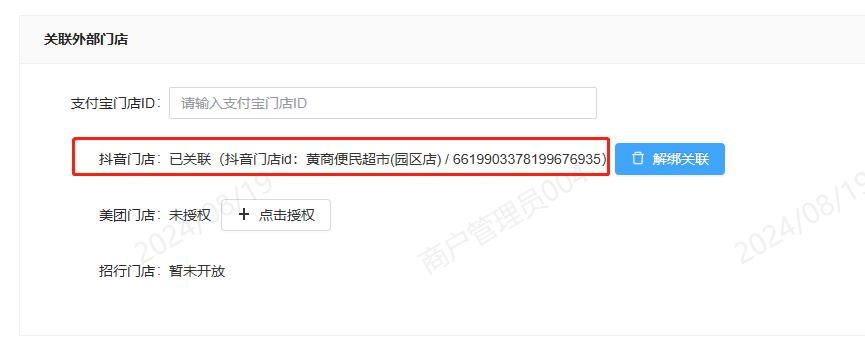 关联外部门店
支付宝门店ID： 请输入支付宝门店ID
抖音门店： 已关联（抖音门店id：黄商便民超市(园区店) / 6619903378199676935） 解绑关联
美团门店： 未授权 + 点击授权
招行门店： 暂未开放
2024/08/19
商户管理员004
2024/08/19